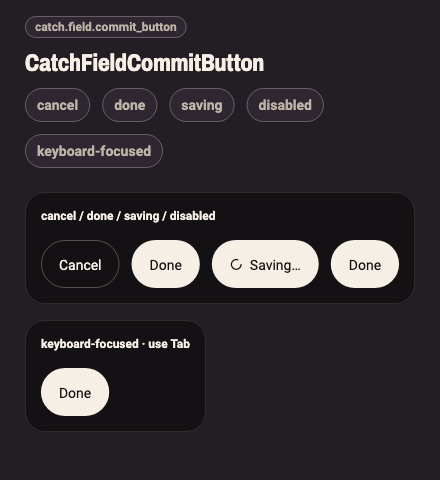 catch.field.commit_button
CatchFieldCommitButton
cancel done saving disabled
keyboard-focused
cancel / done / saving / disabled
Cancel Done Saving... Done
keyboard-focused · use Tab
Done